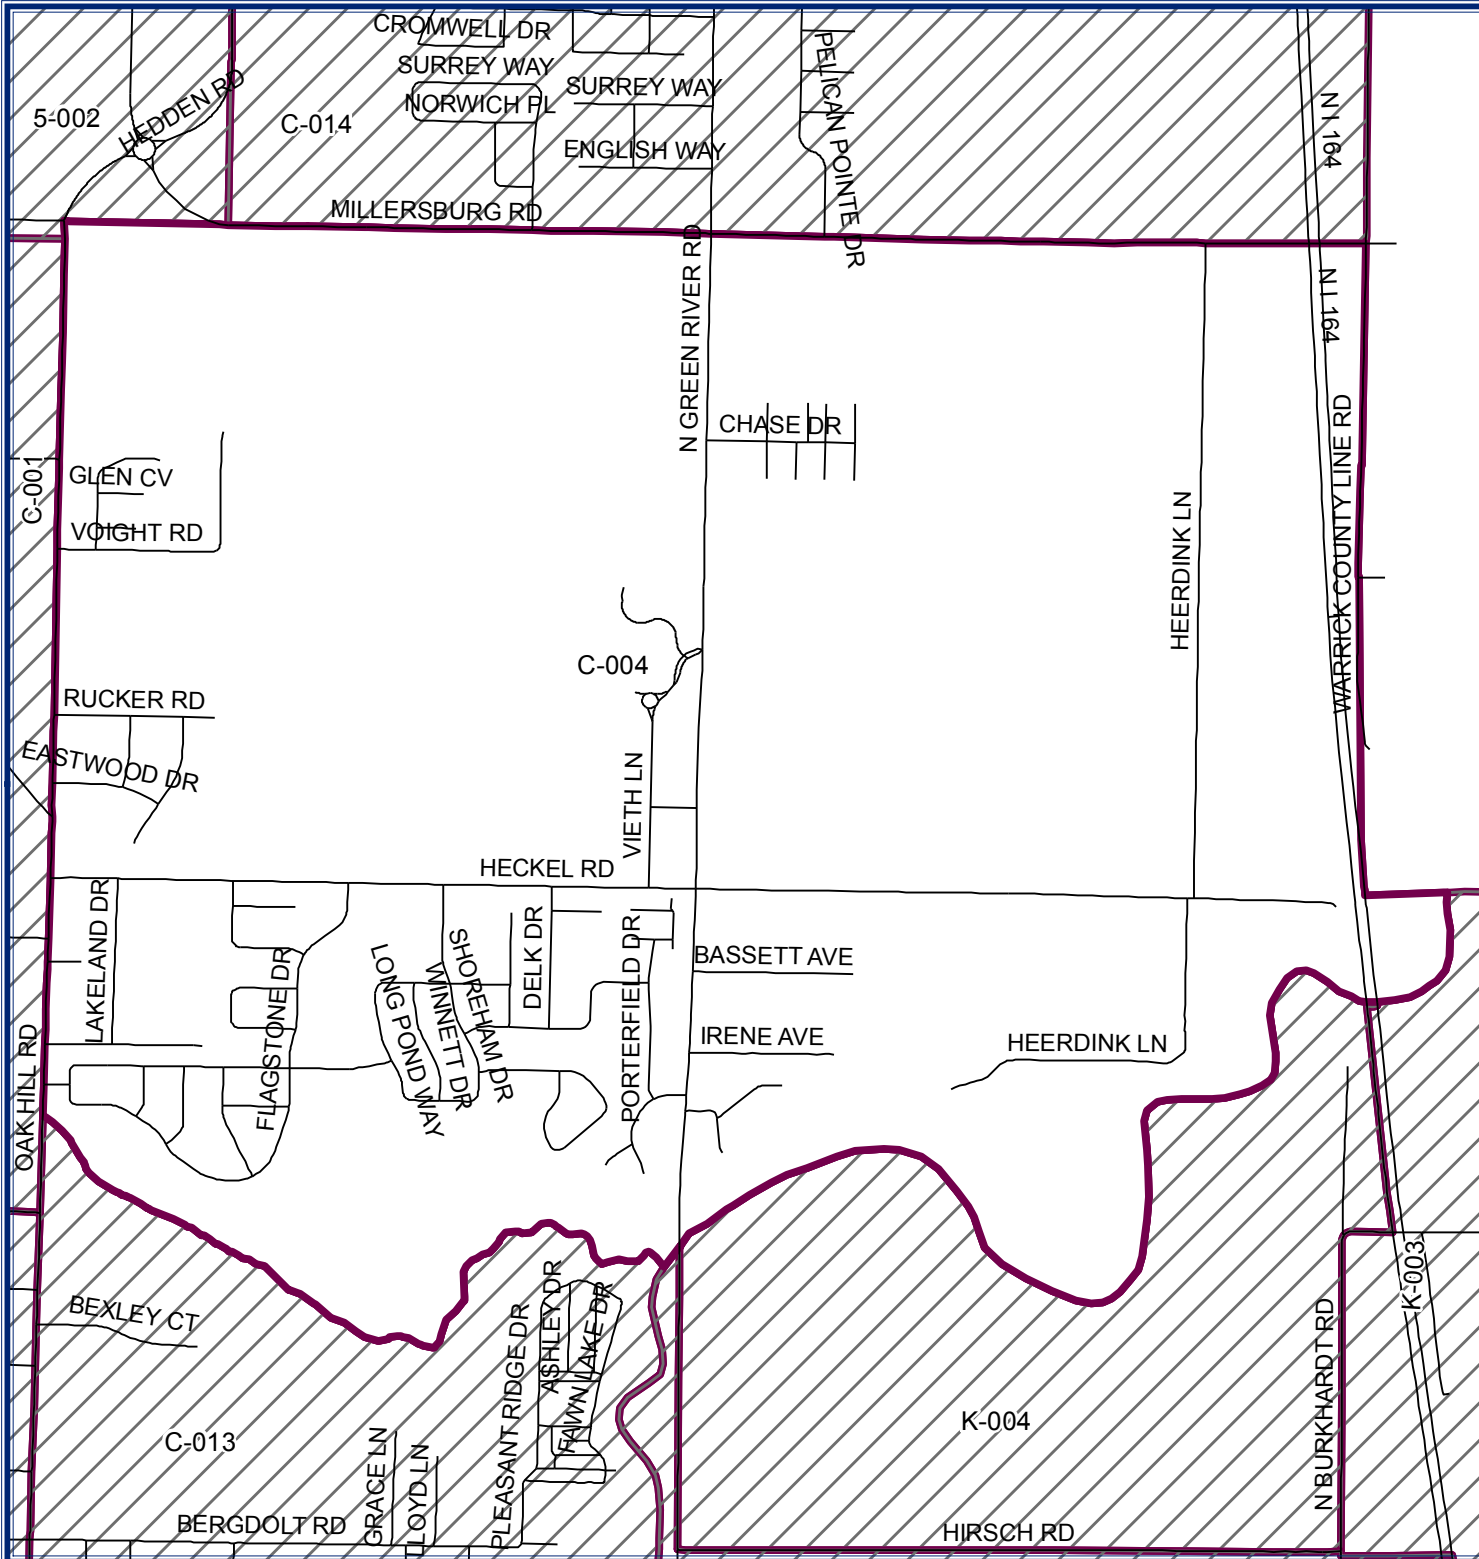 CROMWELL DR
SURREY WAY
SURREY WAY
NORWICH PL
HEDDEN RD
5-002
C-014
ENGLISH WAY
PELICAN POINTE DR
N I 164
MILLERSBURG RD
N GREEN RIVER RD
N I 164
CHASE DR
C-001
GLEN CV
VOIGHT RD
HEERDINK LN
WARRICK COUNTY LINE RD
C-004
RUCKER RD
EASTWOOD DR
VIETH LN
HECKEL RD
LAKELAND DR
FLAGSTONE DR
LONG POND WAY
WINNETT DR
SHOREHAM DR
DELK DR
PORTERFIELD DR
BASSETT AVE
IRENE AVE
HEERDINK LN
OAK HILL RD
BEXLEY CT
ASHLEY DR
FAWN LAKE DR
PLEASANT RIDGE DR
K-003
N BURKHARDT RD
C-013
K-004
GRACE LN
LLOYD LN
BERGDOLT RD
HIRSCH RD